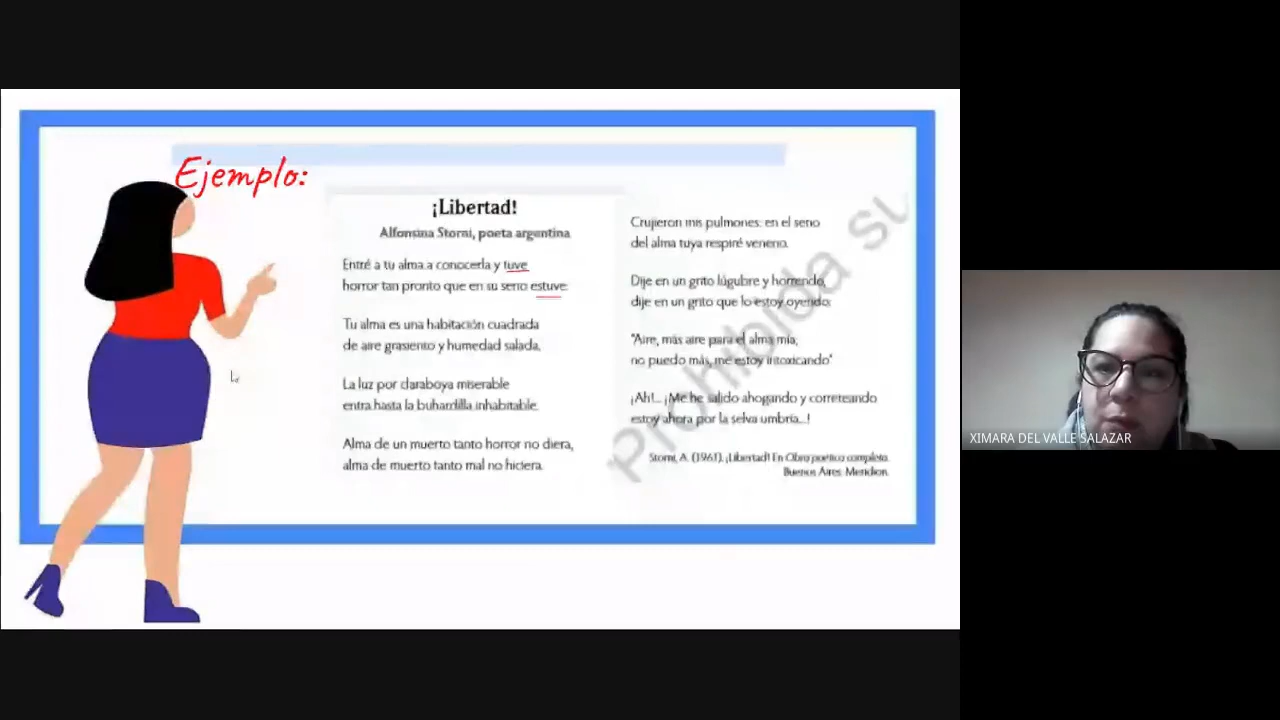 Ejemplo:
¡Libertad!
Alfonsina Storni, poeta argentina
Entré a tu alma a conocerla y tuve
horror tan pronto que en su seno estuve:
Tu alma es una habitación cuadrada
de aire grasiento y humedad salada,
La luz por claraboya miserable
entra hasta la buhardilla inhabitable.
Alma de un muerto tanto horror no diera,
alma de muerto tanto mal no hiciera.
Crujieron mis pulmones: en el seno
del alma tuya respiré veneno.
Dije en un grito lúgubre y horrendo,
dije en un grito que lo estoy oyendo:
"Aire, más aire para el alma mía,
no puedo más, me estoy intoxicando"
¡Ah!... ¡Me he salido ahogando y correteando
estoy ahora por la selva umbría...!
Storni, A. (1961). ¡Libertad! En Obra poética completa.
Buenos Aires: Meridion.
Prohibida su
XIMARA DEL VALLE SALAZAR